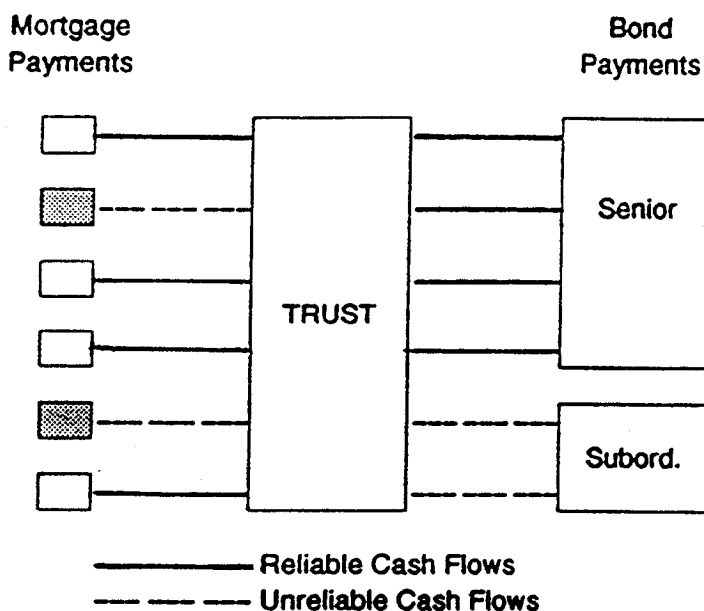 Mortgage
Payments
Bond
Payments
TRUST
Senior
Subord.
Reliable Cash Flows
Unreliable Cash Flows